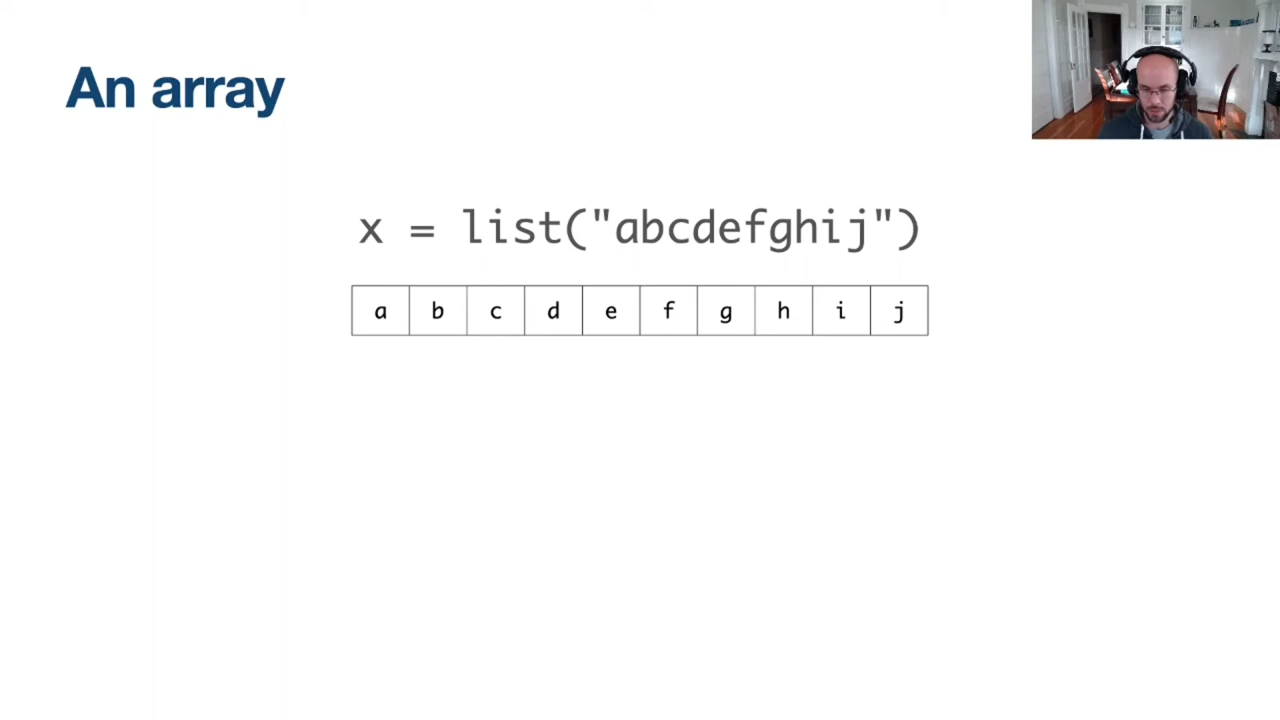 An array
x = list("abcdefghij")
a b c d e f g h i j